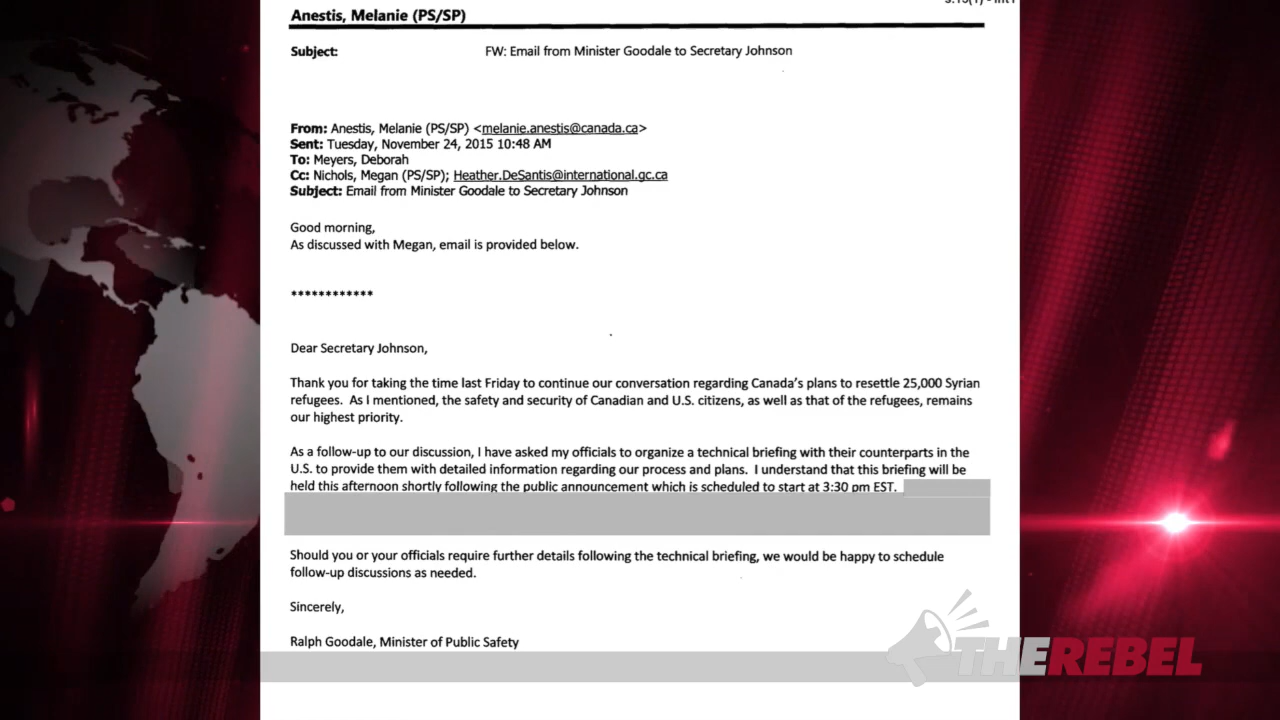 Anestis, Melanie (PS/SP)
Subject: FW: Email from Minister Goodale to Secretary Johnson
From: Anestis, Melanie (PS/SP) <melanie.anestis@canada.ca>
Sent: Tuesday, November 24, 2015 10:48 AM
To: Meyers, Deborah
Cc: Nichols, Megan (PS/SP); Heather.DeSantis@international.gc.ca
Subject: Email from Minister Goodale to Secretary Johnson
Good morning,
As discussed with Megan, email is provided below.
************
Dear Secretary Johnson,
Thank you for taking the time last Friday to continue our conversation regarding Canada's plans to resettle 25,000 Syrian
refugees. As I mentioned, the safety and security of Canadian and U.S. citizens, as well as that of the refugees, remains
our highest priority.
As a follow-up to our discussion, I have asked my officials to organize a technical briefing with their counterparts in the
U.S. to provide them with detailed information regarding our process and plans. I understand that this briefing will be
held this afternoon shortly following the public announcement which is scheduled to start at 3:30 pm EST.
Should you or your officials require further details following the technical briefing, we would be happy to schedule
follow-up discussions as needed.
Sincerely,
Ralph Goodale, Minister of Public Safety
THEREBEL